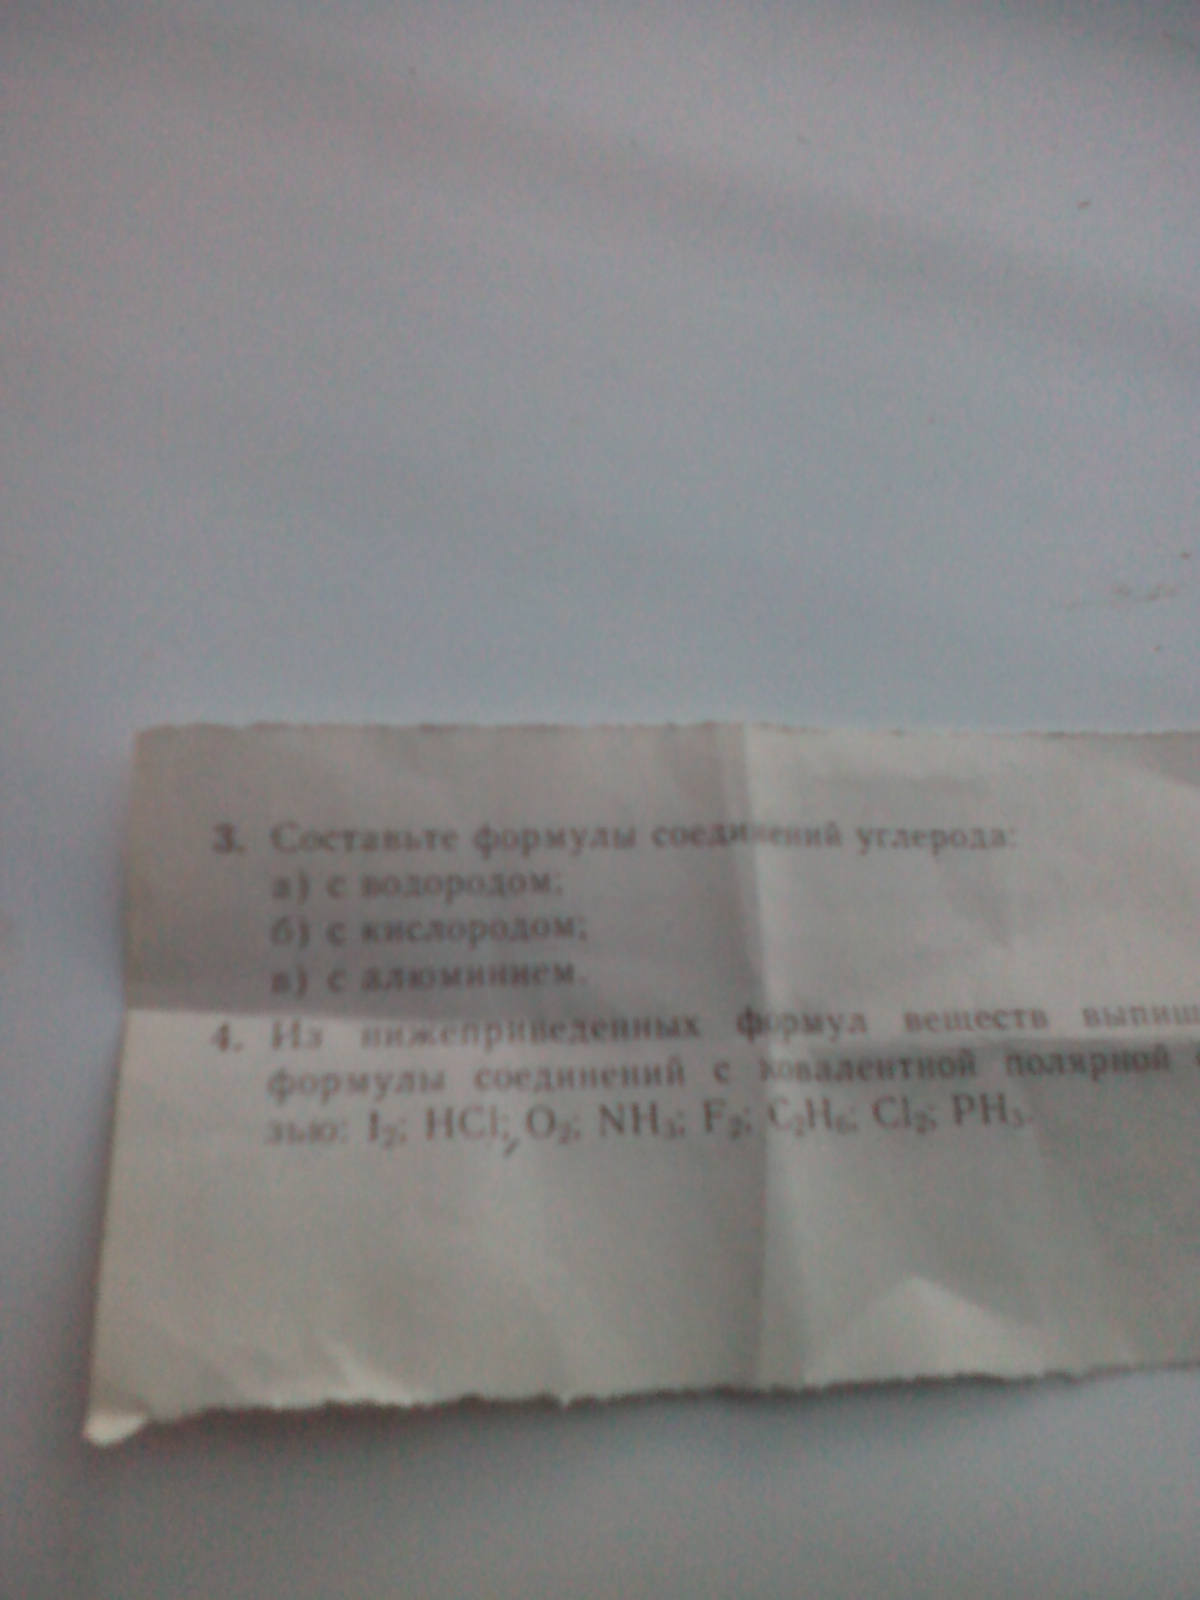 3. Составьте формулы соединений углерода:
а) с водородом;
б) с кислородом;
в) с алюминием.
4. Из нижеприведенных формул веществ выпиш
формулы соединений с ковалентной полярной
зью: I₂; HCl; O₂; NH₃; F₂; C₂H₆; Cl₂; PH₃.